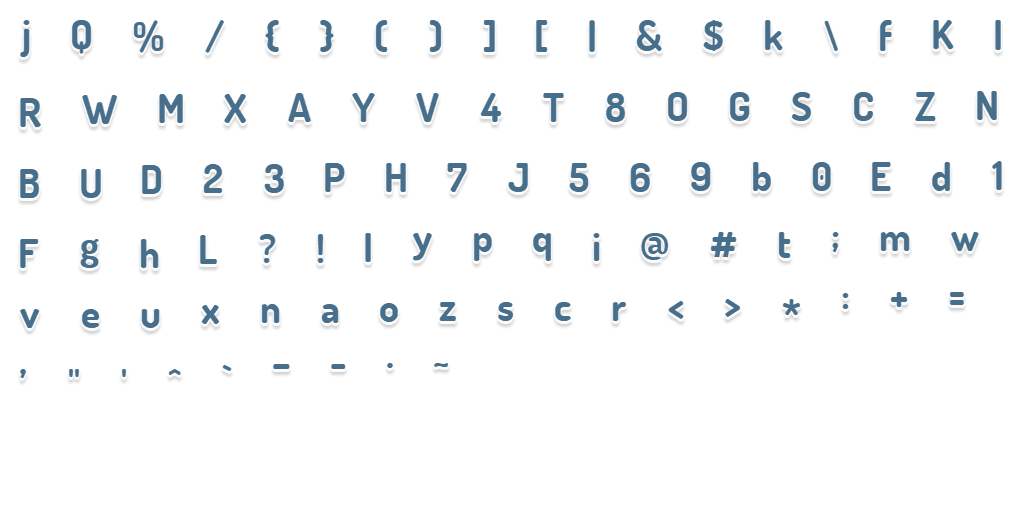 j Q % / { } ( ) ] [ | & $ k \ f K l
R W M X A Y V 4 T 8 O G S C Z N
B U D 2 3 P H 7 J 5 6 9 b 0 E d 1
F g h L ? ! I y p q i @ # t ; m w
v e u x n a o z s c r < > * : + =
, " ' ^ ` – - . ~